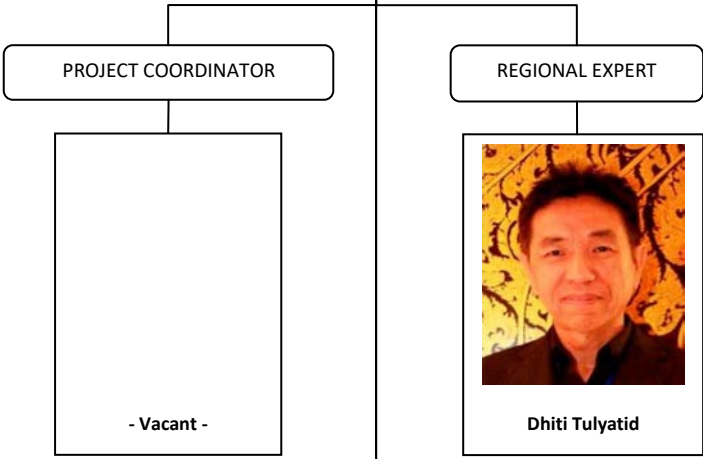 PROJECT COORDINATOR
REGIONAL EXPERT
- Vacant -
Dhiti Tulyatid